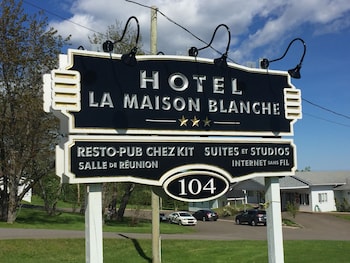 HOTEL
LA MAISON BLANCHE
RESTO-PUB CHEZ KIT SUITES ET STUDIOS
SALLE DE RÉUNION INTERNET SANS FIL
104